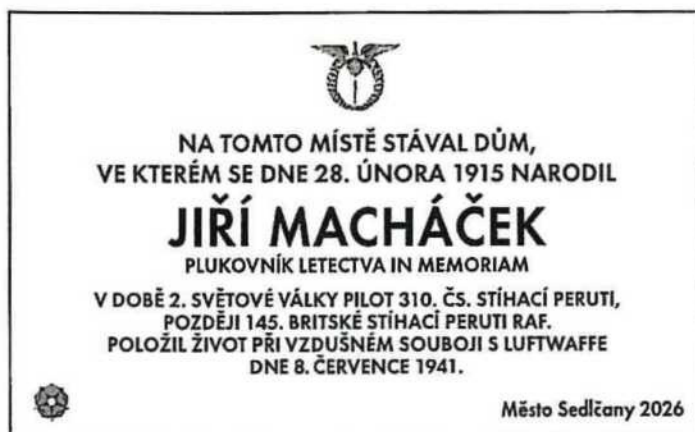 NA TOMTO MÍSTĚ STÁVAL DŮM,
VE KTERÉM SE DNE 28. ÚNORA 1915 NARODIL
JIŘÍ MACHÁČEK
PLUKOVNÍK LETECTVA IN MEMORIAM
V DOBĚ 2. SVĚTOVÉ VÁLKY PILOT 310. ČS. STÍHACÍ PERUTI,
POZDĚJI 145. BRITSKÉ STÍHACÍ PERUTI RAF.
POLOŽIL ŽIVOT PŘI VZDUŠNÉM SOUBOJI S LUFTWAFFE
DNE 8. ČERVENCE 1941.
Město Sedlčany 2026